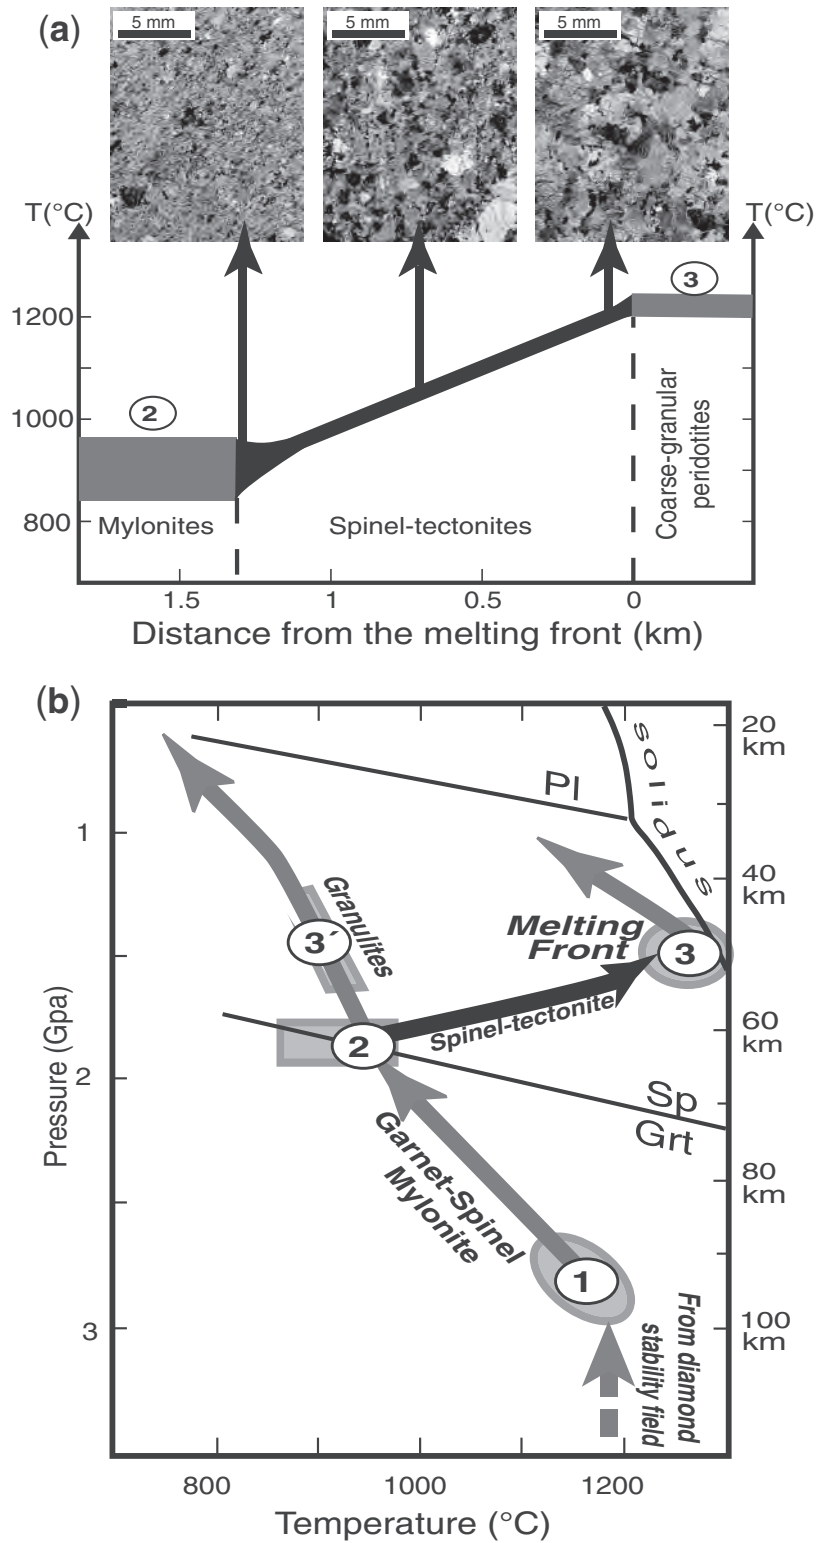 (a)
5 mm
5 mm
5 mm
T(°C)
T(°C)
1200
1000
800
2
3
Mylonites
Spinel-tectonites
Coarse-granular
peridotites
1.5
1
0.5
0
Distance from the melting front (km)
(b)
20
km
solidus
Pl
1
40
km
Granulites
Melting
Front
3´
3
60
km
Spinel-tectonite
2
Pressure (Gpa)
2
Sp
Grt
Garnet-Spinel
Mylonite
80
km
1
From diamond
stability field
3
100
km
800
1000
1200
Temperature (°C)